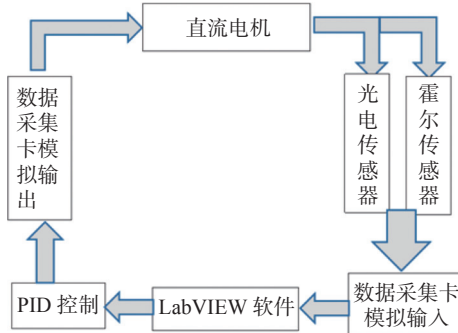 直流电机
数据
采集
卡模
拟输
出
光
电
传
感
器
霍
尔
传
感
器
PID 控制
LabVIEW 软件
数据采集卡
模拟输入